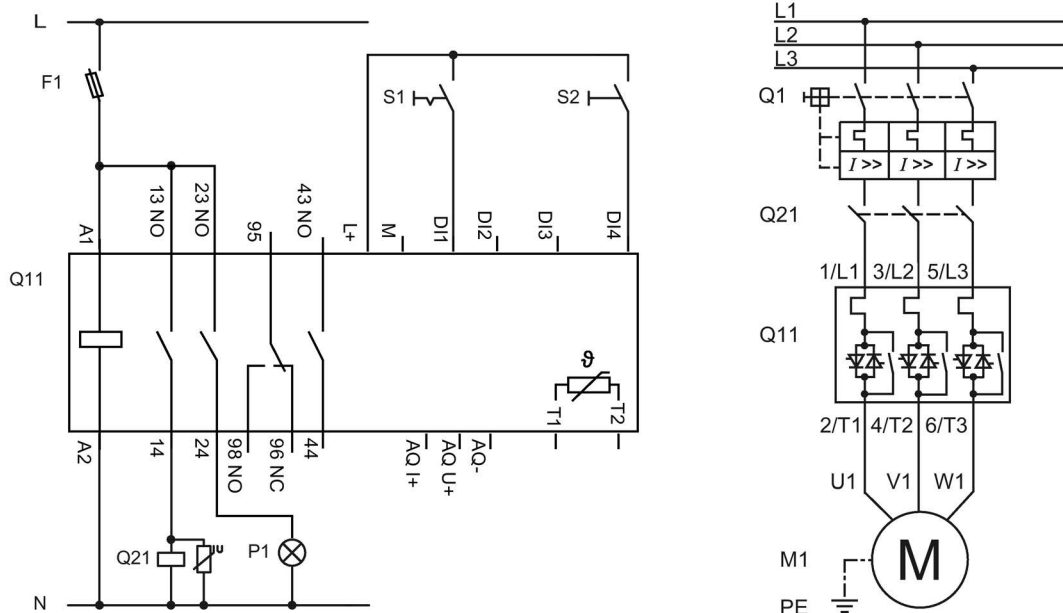 L
F1
S1
S2
A1
13 NO
23 NO
95
43 NO
L+
M
DI1
DI2
DI3
DI4
Q11
ϑ
T1
T2
A2
14
24
98 NO
96 NC
44
AQ I+
AQ U+
AQ-
Q21
U
P1
N
L1
L2
L3
Q1
I >> I >> I >>
Q21
1/L1 3/L2 5/L3
Q11
2/T1 4/T2 6/T3
U1 V1 W1
M1
M
PE